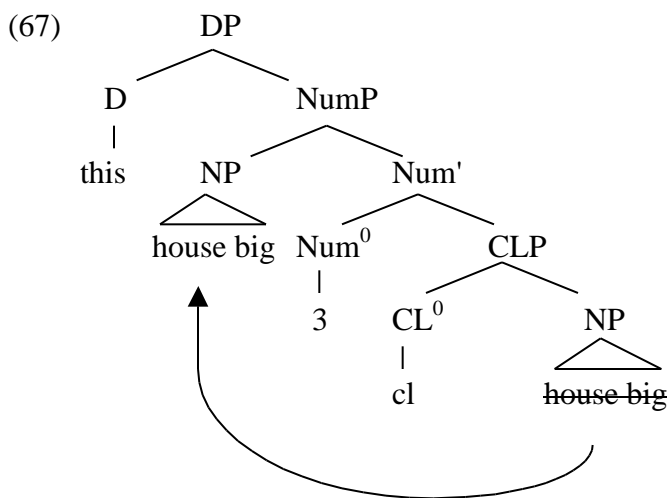 (67) DP
D NumP
this NP Num'
house big Num⁰ CLP
3 CL⁰ NP
cl house big